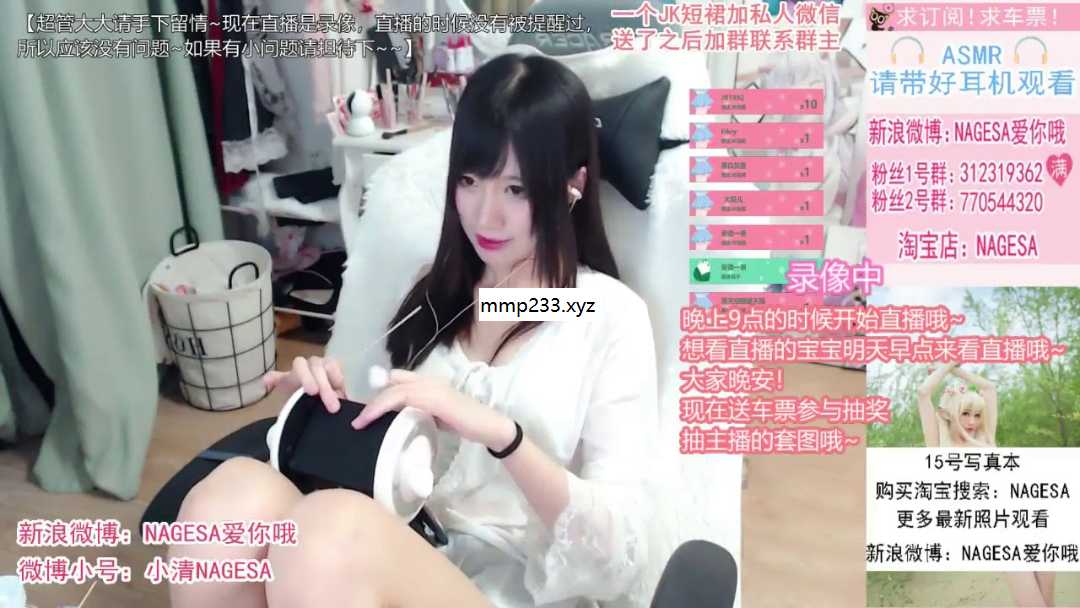 【超管大大请手下留情~现在直播是录像，直播的时候没有被提醒过，
所以应该没有问题~如果有小问题请担待下~~】
一个JK短裙加私人微信
送了之后加群联系群主
求订阅！求车票！
ASMR
请带好耳机观看
新浪微博：NAGESA爱你哦
粉丝1号群：312319362
满
粉丝2号群：770544320
淘宝店：NAGESA
10
1
1
1
1
录像中
mmp233.xyz
晚上9点的时候开始直播哦~
想看直播的宝宝明天早点来看直播哦~
大家晚安！
现在送车票参与抽奖
抽主播的套图哦~
15号写真本
购买淘宝搜索：NAGESA
更多最新照片观看
新浪微博：NAGESA爱你哦
新浪微博：NAGESA爱你哦
微博小号：小清NAGESA